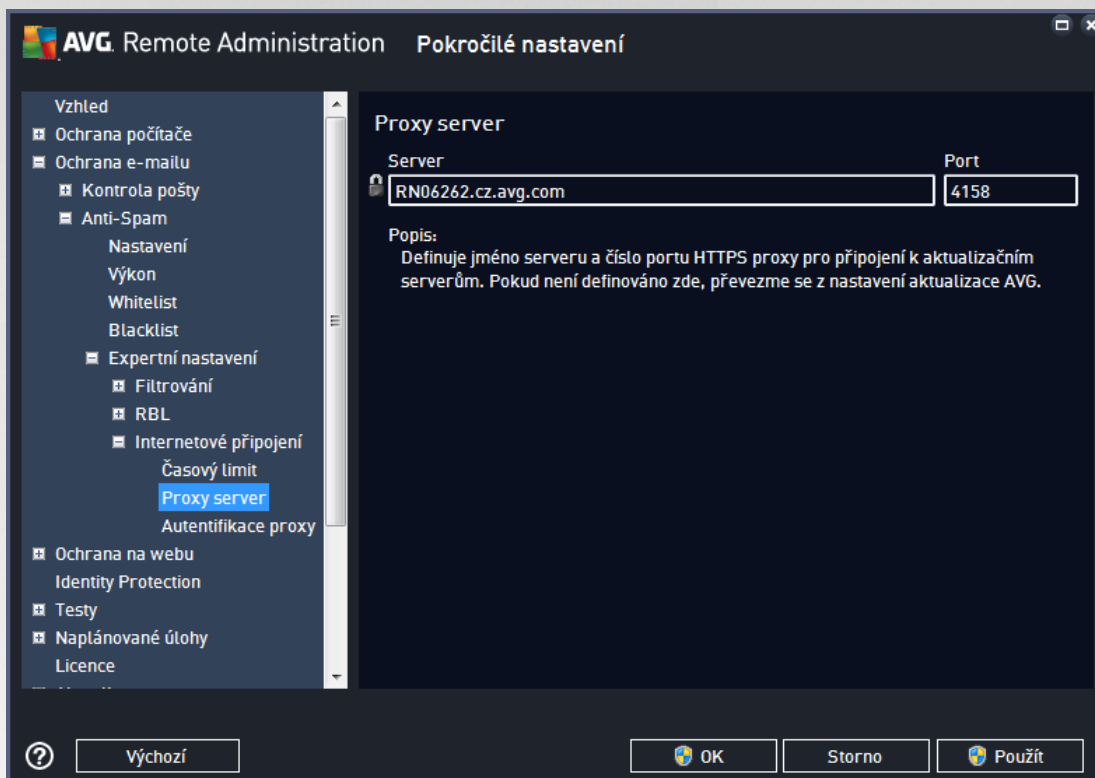 AVG. Remote Administration Pokročilé nastavení
Vzhled
Ochrana počítače
Ochrana e-mailu
Kontrola pošty
Anti-Spam
Nastavení
Výkon
Whitelist
Blacklist
Expertní nastavení
Filtrování
RBL
Internetové připojení
Časový limit
Proxy server
Autentifikace proxy
Ochrana na webu
Identity Protection
Testy
Naplánované úlohy
Licence
Proxy server
Server Port
RN06262.cz.avg.com 4158
Popis:
Definuje jméno serveru a číslo portu HTTPS proxy pro připojení k aktualizačním
serverům. Pokud není definováno zde, převezme se z nastavení aktualizace AVG.
Výchozí OK Storno Použít